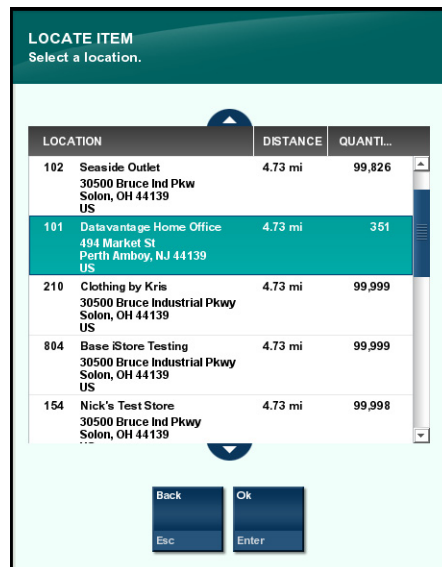 LOCATE ITEM
Select a location.
LOCATION DISTANCE QUANTI...
102 Seaside Outlet 4.73 mi 99,826
30500 Bruce Ind Pkw
Solon, OH 44139
US
101 Datavantage Home Office 4.73 mi 351
494 Market St
Perth Amboy, NJ 44139
US
210 Clothing by Kris 4.73 mi 99,999
30500 Bruce Industrial Pkwy
Solon, OH 44139
US
804 Base iStore Testing 4.73 mi 99,999
30500 Bruce Industrial Pkwy
Solon, OH 44139
US
154 Nick's Test Store 4.73 mi 99,998
30500 Bruce Ind Pkwy
Solon, OH 44139
Back Ok
Esc Enter